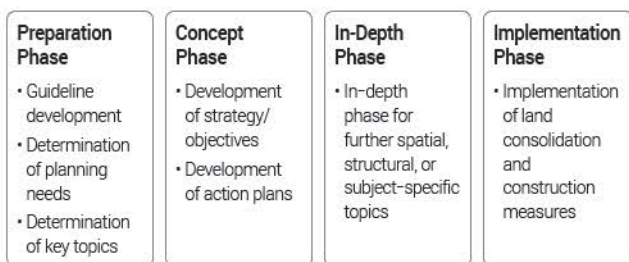 Preparation
Phase
• Guideline
development
• Determination
of planning
needs
• Determination
of key topics
Concept
Phase
• Development
of strategy/
objectives
• Development
of action plans
In-Depth
Phase
• In-depth
phase for
further spatial,
structural, or
subject-specific
topics
Implementation
Phase
• Implementation
of land
consolidation
and
construction
measures